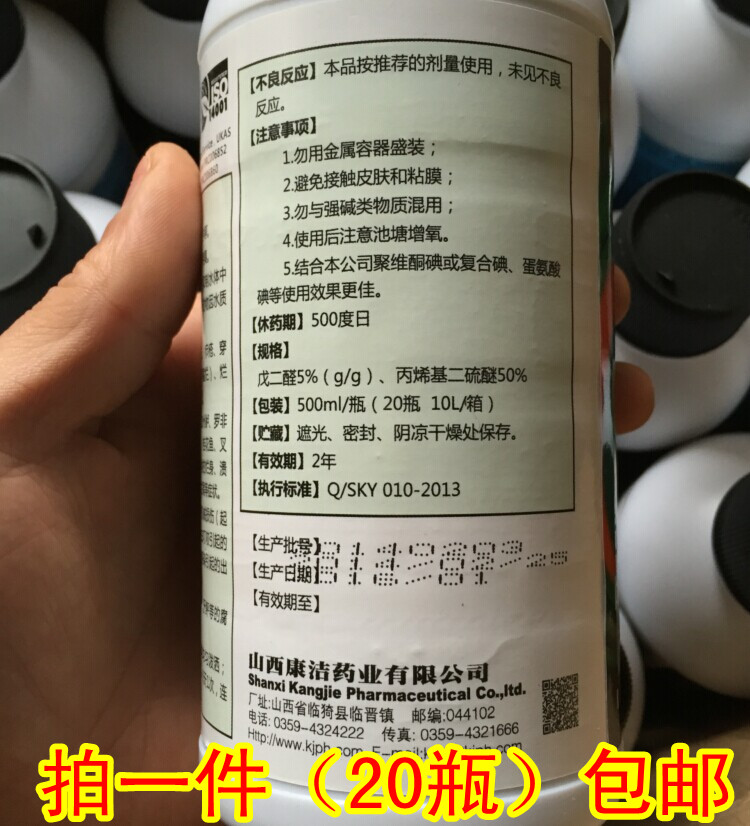 ISO
14001
UKAS
【不良反应】本品按推荐的剂量使用，未见不良
反应。
【注意事项】
1.勿用金属容器盛装；
2.避免接触皮肤和粘膜；
3.勿与强碱类物质混用；
4.使用后注意池塘增氧。
5.结合本公司聚维酮碘或复合碘、蛋氨酸
碘等使用效果更佳。
【休药期】500度日
【规格】
戊二醛5%（g/g）、丙烯基二硫醚50%
【包装】500ml/瓶（20瓶 10L/箱）
【贮藏】遮光、密封、阴凉干燥处保存。
【有效期】2年
【执行标准】Q/SKY 010-2013
【生产批号】
【生产日期】
【有效期至】
山西康洁药业有限公司
Shanxi Kangjie Pharmaceutical Co.,ltd.
厂址:山西省临猗县临晋镇 邮编:044102
电话: 0359-4324222 传真: 0359-4321666
Http://www.kjph.com E-mail:
拍一件（20瓶）包邮